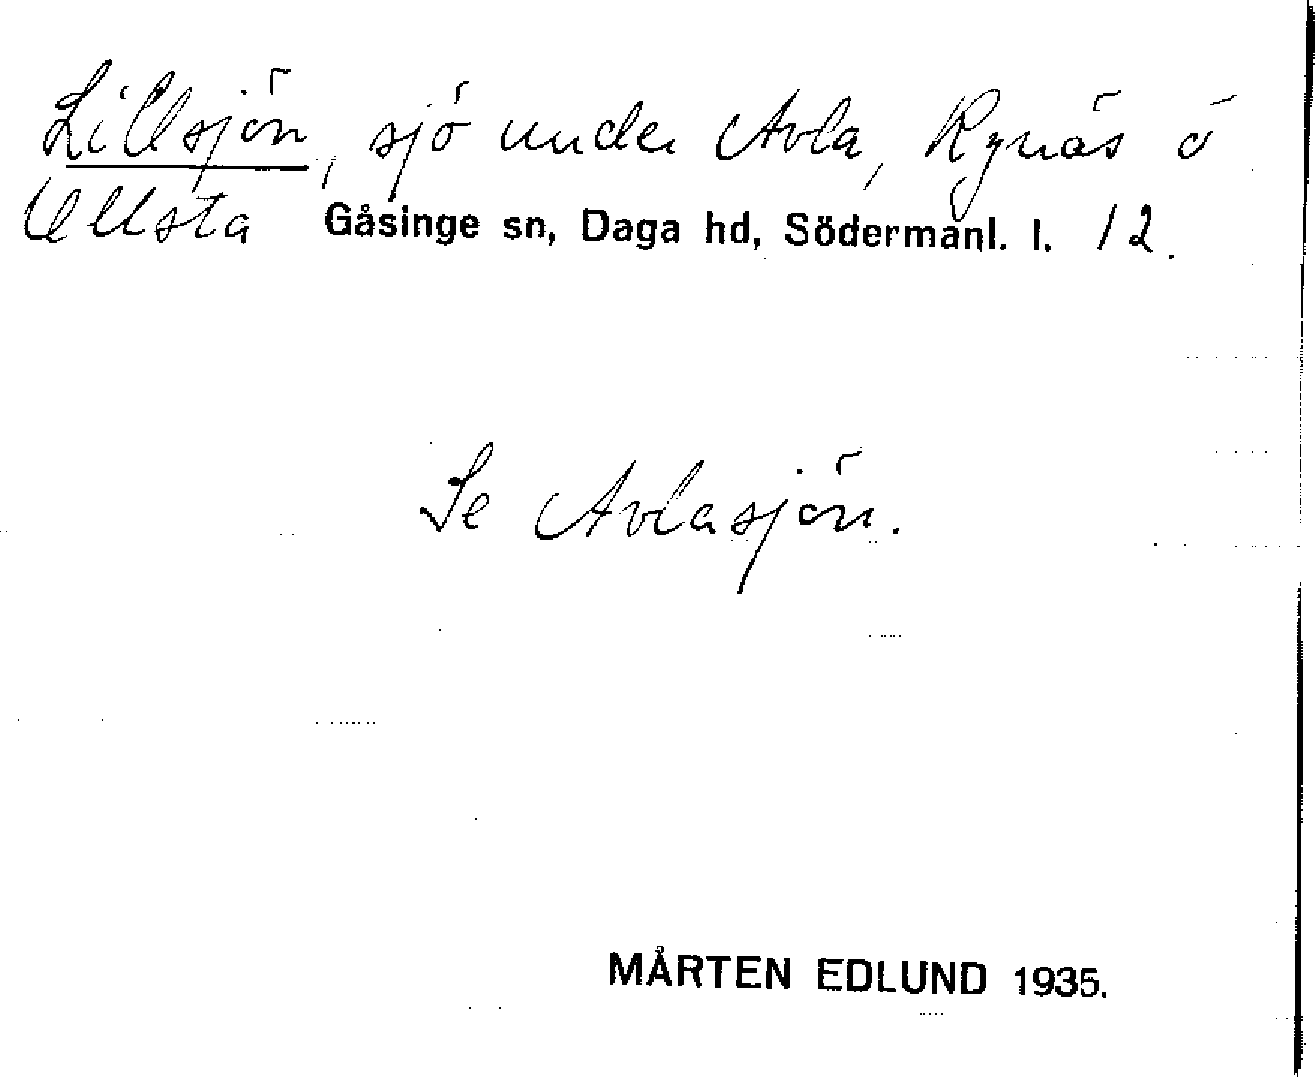 Lillsjön, sjö under Avla, Rynäs o
Ullsta Gåsinge sn, Daga hd, Södermanl. l. 12.
Se Avlasjön.
MÅRTEN EDLUND 1935.